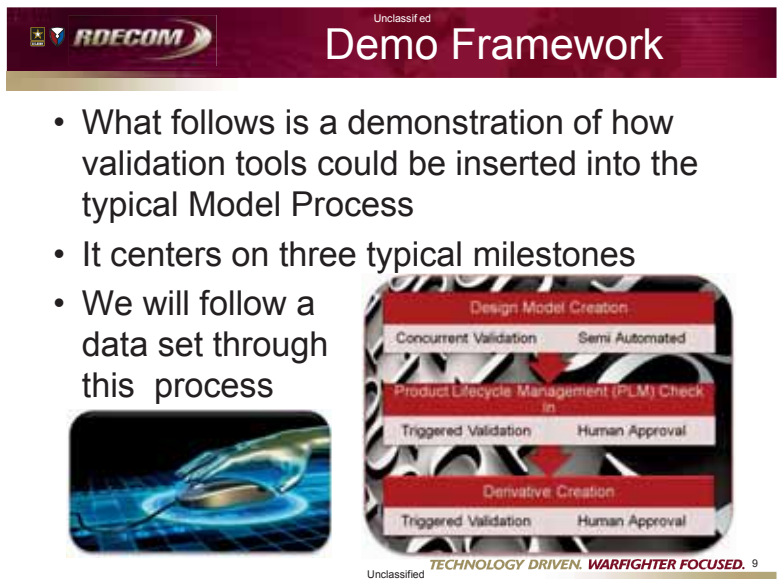 Unclassif ed
RDECOM
Demo Framework
• What follows is a demonstration of how
validation tools could be inserted into the
typical Model Process
• It centers on three typical milestones
• We will follow a
data set through
this process
Design Model Creation
Concurrent Validation Semi Automated
Product Lifecycle Management (PLM) Check
In
Triggered Validation Human Approval
Derivative Creation
Triggered Validation Human Approval
TECHNOLOGY DRIVEN. WARFIGHTER FOCUSED. 9
Unclassified